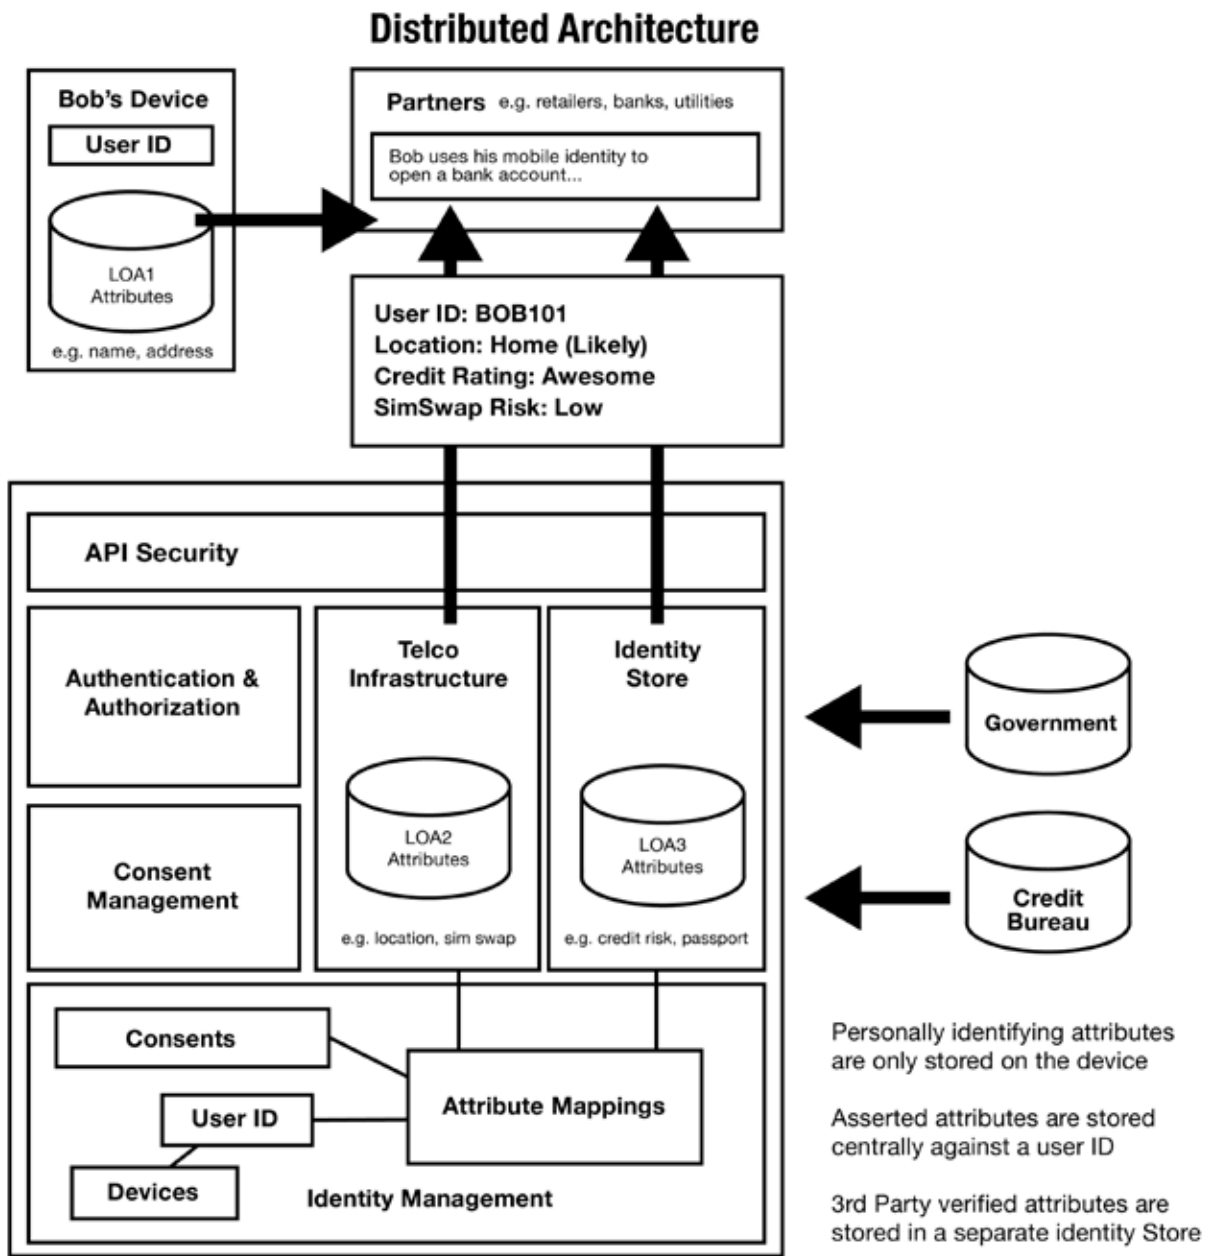 Distributed Architecture
Bob's Device
User ID
LOA1
Attributes
e.g. name, address
Partners e.g. retailers, banks, utilities
Bob uses his mobile identity to
open a bank account...
User ID: BOB101
Location: Home (Likely)
Credit Rating: Awesome
SimSwap Risk: Low
API Security
Authentication &
Authorization
Consent
Management
Telco
Infrastructure
LOA2
Attributes
e.g. location, sim swap
Identity
Store
LOA3
Attributes
e.g. credit risk, passport
Government
Credit
Bureau
Consents
User ID
Devices
Attribute Mappings
Identity Management
Personally identifying attributes
are only stored on the device
Asserted attributes are stored
centrally against a user ID
3rd Party verified attributes are
stored in a separate identity Store